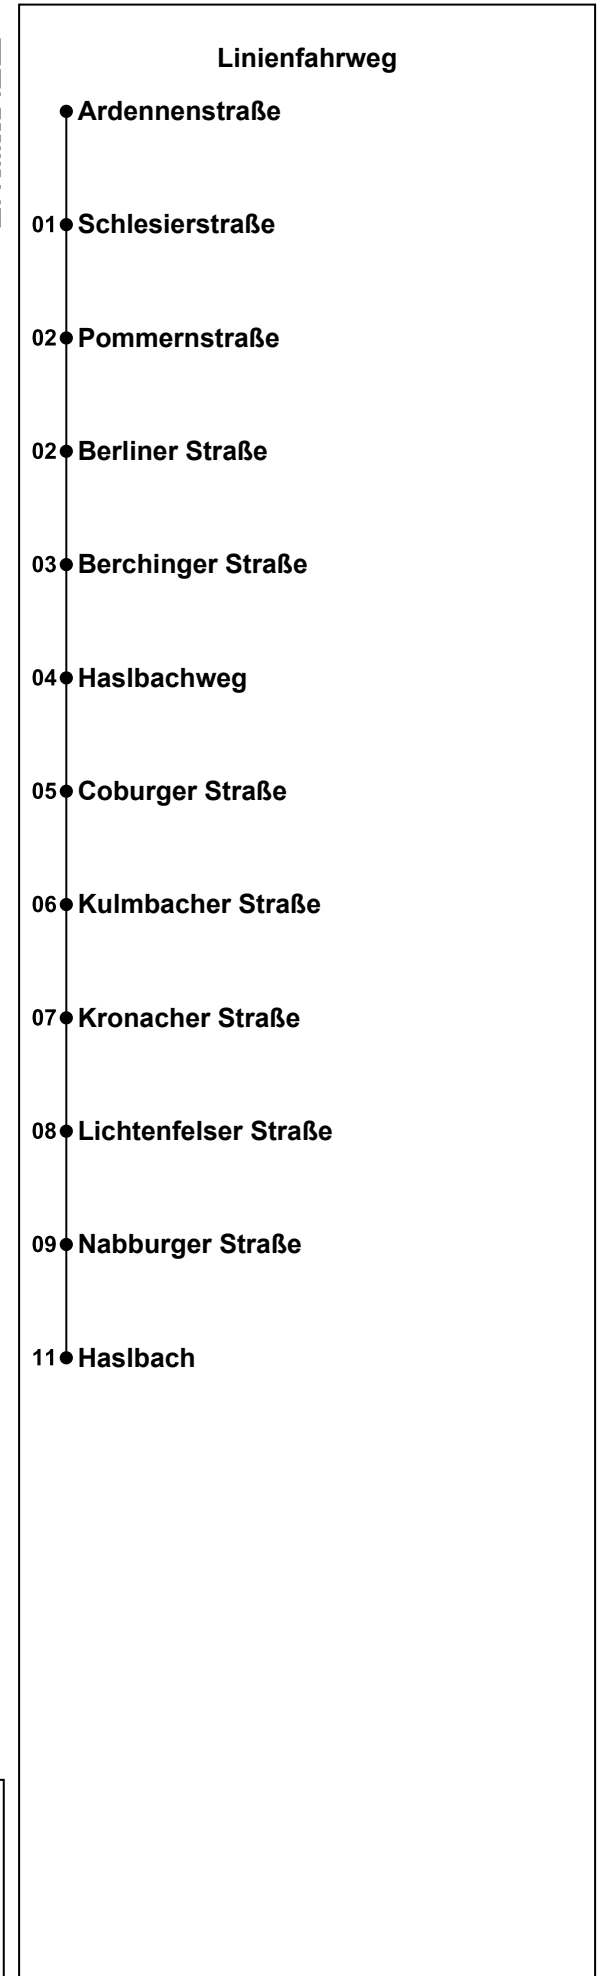 Linienfahrweg
Ardennenstraße
01 Schlesierstraße
02 Pommernstraße
02 Berliner Straße
03 Berchinger Straße
04 Haslbachweg
05 Coburger Straße
06 Kulmbacher Straße
07 Kronacher Straße
08 Lichtenfelser Straße
09 Nabburger Straße
11 Haslbach